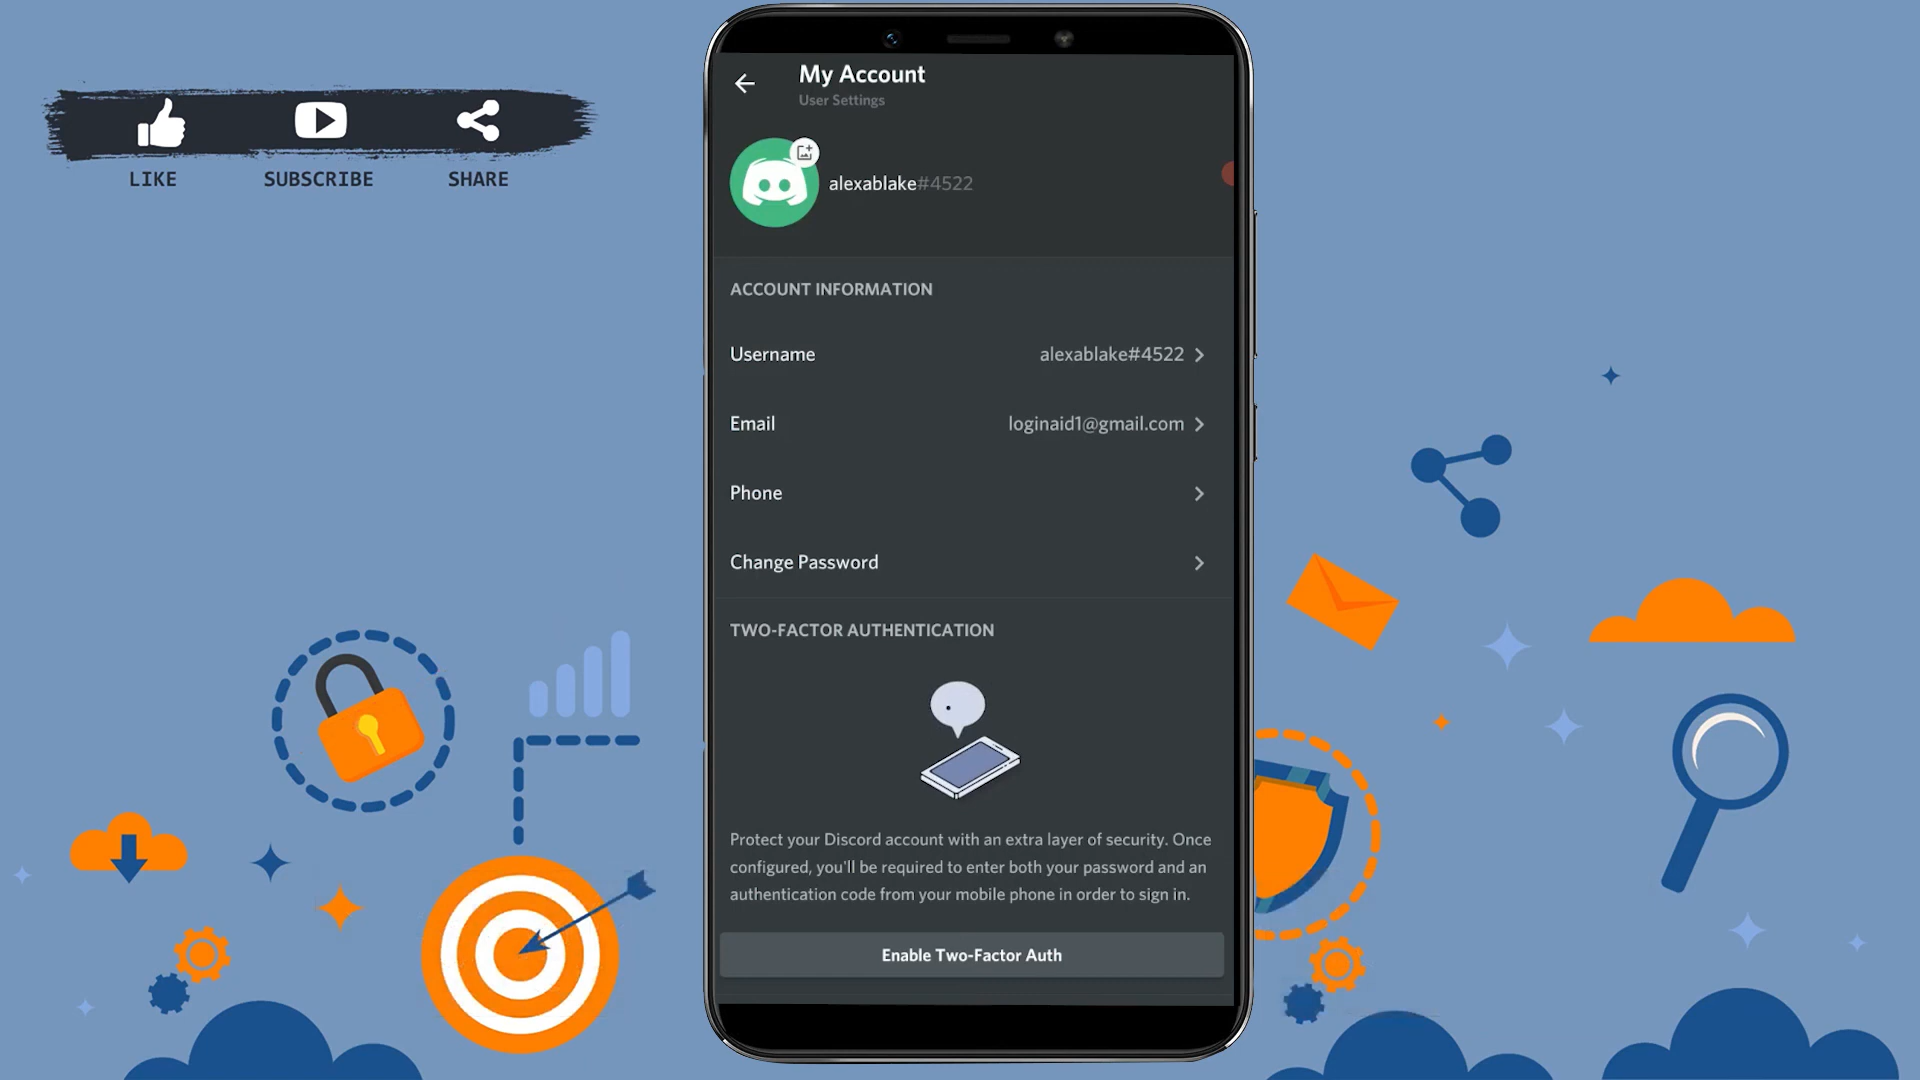 LIKE
SUBSCRIBE
SHARE
My Account
User Settings
alexablake#4522
ACCOUNT INFORMATION
Username
alexablake#4522
Email
loginaid1@gmail.com
Phone
Change Password
TWO-FACTOR AUTHENTICATION
Protect your Discord account with an extra layer of security. Once
configured, you'll be required to enter both your password and an
authentication code from your mobile phone in order to sign in.
Enable Two-Factor Auth